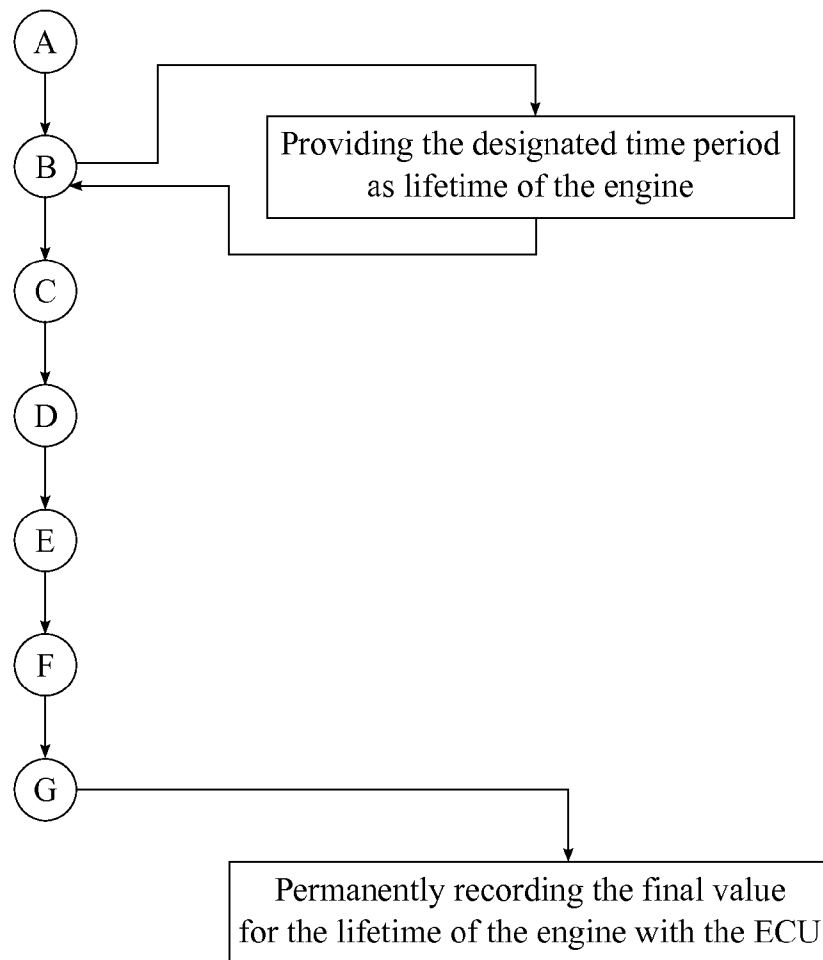 A
B
Providing the designated time period
as lifetime of the engine
C
D
E
F
G
Permanently recording the final value
for the lifetime of the engine with the ECU